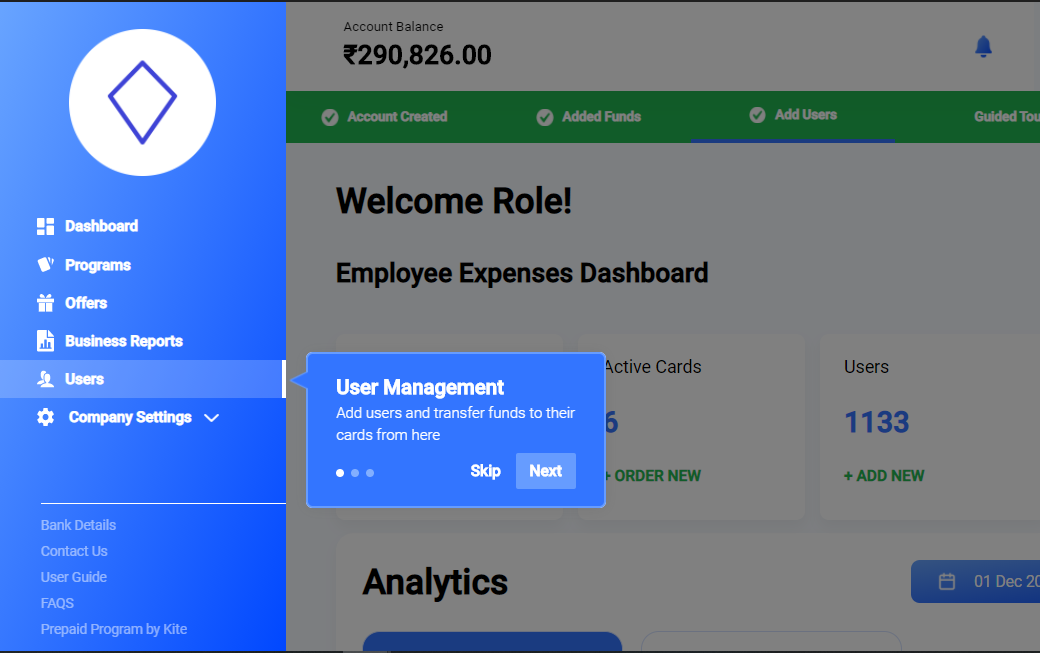 Account Balance
₹290,826.00
Account Created
Added Funds
Add Users
Guided Tou
Dashboard
Programs
Offers
Business Reports
Users
Company Settings
Bank Details
Contact Us
User Guide
FAQS
Prepaid Program by Kite
Welcome Role!
Employee Expenses Dashboard
User Management
Add users and transfer funds to their
cards from here
Skip
Next
Active Cards
6
+ ORDER NEW
Users
1133
+ ADD NEW
Analytics
01 Dec 20